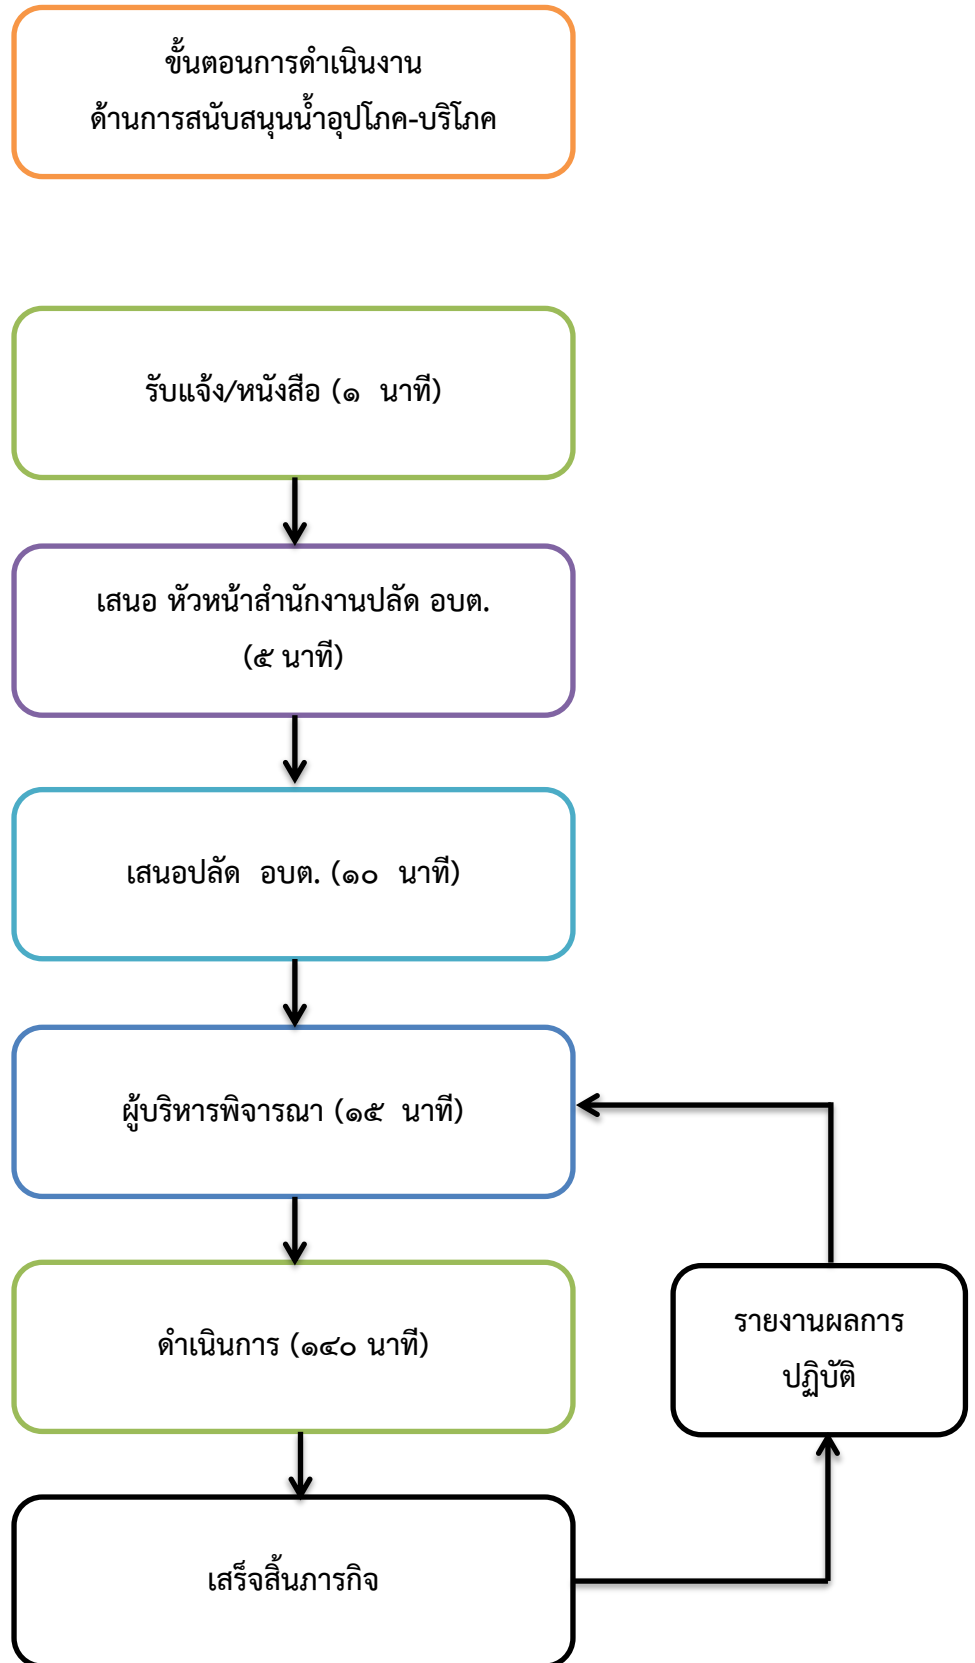 ขั้นตอนการดำเนินงาน
ด้านการสนับสนุนน้ำอุปโภค-บริโภค
รับแจ้ง/หนังสือ (๑ นาที)
เสนอ หัวหน้าสำนักงานปลัด อบต.
(๕ นาที)
เสนอปลัด อบต. (๑๐ นาที)
ผู้บริหารพิจารณา (๑๕ นาที)
ดำเนินการ (๑๔๐ นาที)
รายงานผลการ
ปฏิบัติ
เสร็จสิ้นภารกิจ